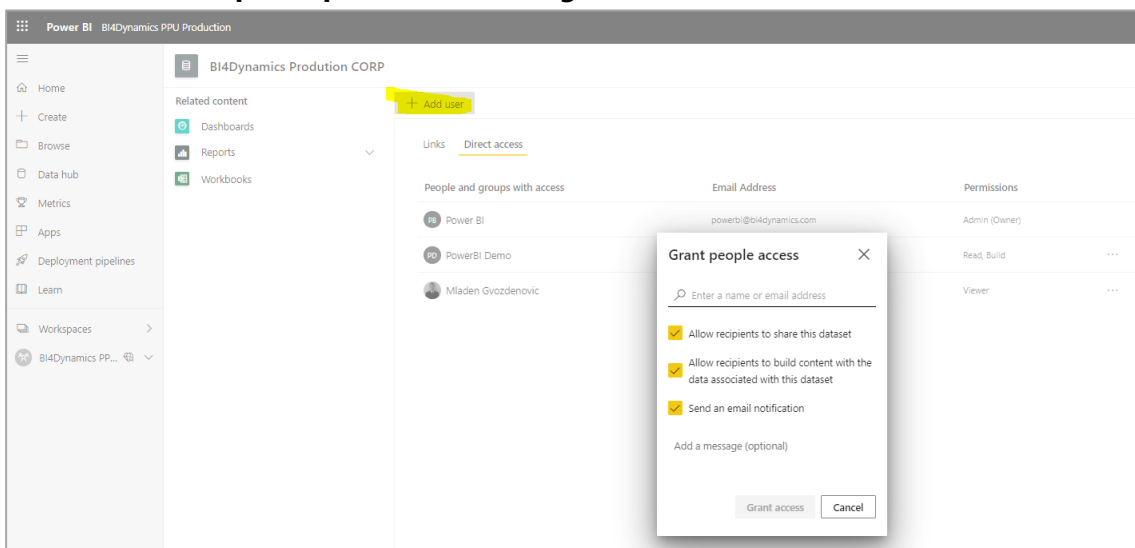 Power BI BI4Dynamics PPU Production
BI4Dynamics Prodution CORP
Home
Create
Browse
Data hub
Metrics
Apps
Deployment pipelines
Learn
Workspaces
BI4Dynamics PP...
Related content
Dashboards
Reports
Workbooks
+ Add user
Links Direct access
People and groups with access Email Address Permissions
PB Power BI powerbi@bi4dynamics.com Admin (Owner)
PD PowerBI Demo Read, Build ...
Mladen Gvozdenovic Viewer ...
Grant people access
Enter a name or email address
Allow recipients to share this dataset
Allow recipients to build content with the
data associated with this dataset
Send an email notification
Add a message (optional)
Grant access Cancel